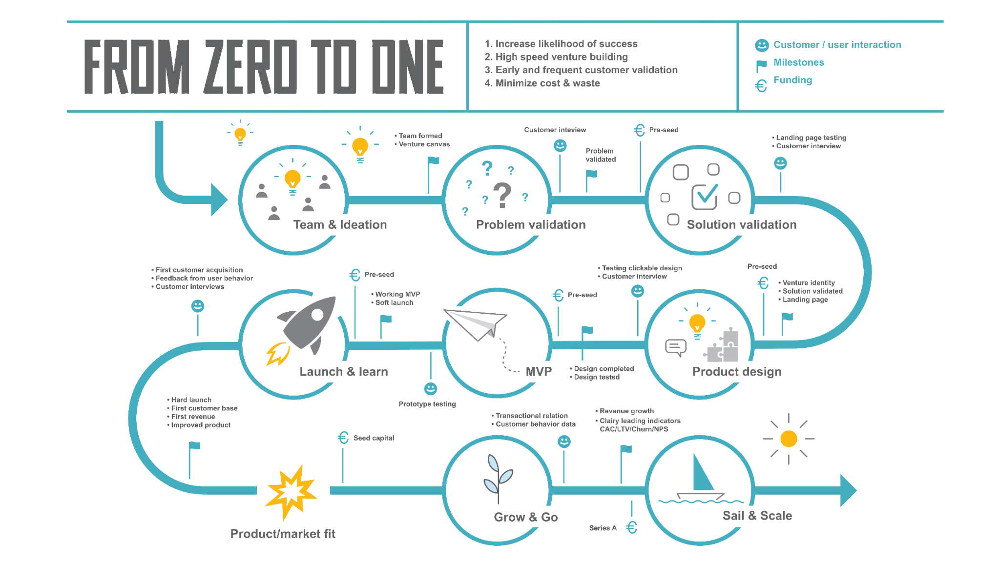 FROM ZERO TO ONE
1. Increase likelihood of success
2. High speed venture building
3. Early and frequent customer validation
4. Minimize cost & waste
Customer / user interaction
Milestones
€ Funding
• Team formed
• Venture canvas
Customer inteview
Problem
validated
€ Pre-seed
• Landing page testing
• Customer interview
? ? ? ? ? ? ?
Team & Ideation
Problem validation
Solution validation
• First customer acquisition
• Feedback from user behavior
• Customer interviews
€ Pre-seed
• Working MVP
• Soft launch
€ Pre-seed
• Testing clickable design
• Customer interview
Pre-seed
€
• Venture identity
• Solution validated
• Landing page
Launch & learn
MVP
• Design completed
• Design tested
Product design
Prototype testing
• Hard launch
• First customer base
• First revenue
• Improved product
€ Seed capital
• Transactional relation
• Customer behavior data
• Revenue growth
• Clairy leading indicators
CAC/LTV/Churn/NPS
Product/market fit
Grow & Go
Series A €
Sail & Scale